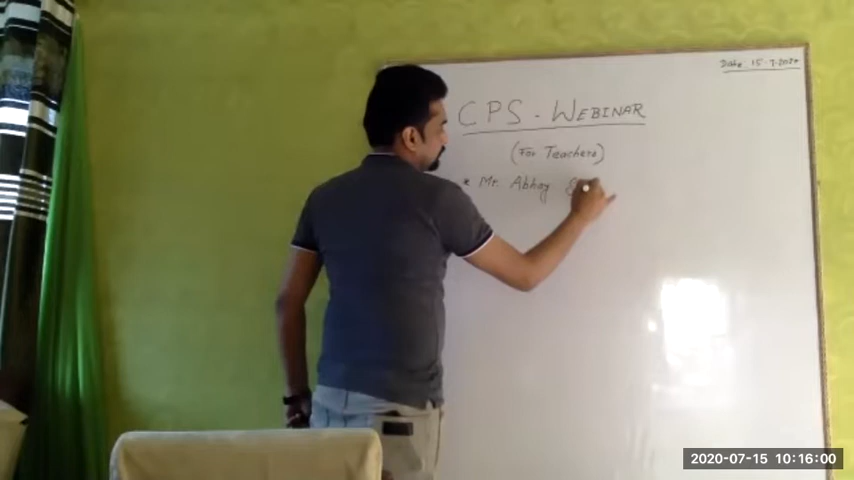 Date: 15-7-2020
CPS - WEBINAR
(For Teachers)
* Mr. Abhay
2020-07-15 10:16:00